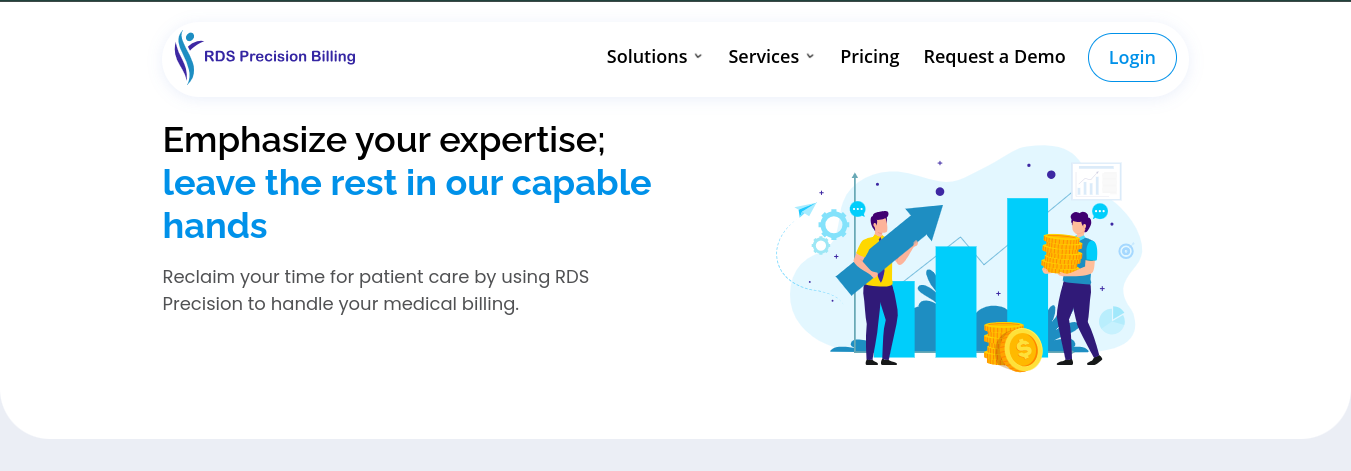 RDS Precision Billing
Solutions
Services
Pricing
Request a Demo
Login
Emphasize your expertise;
leave the rest in our capable
hands
Reclaim your time for patient care by using RDS
Precision to handle your medical billing.
$